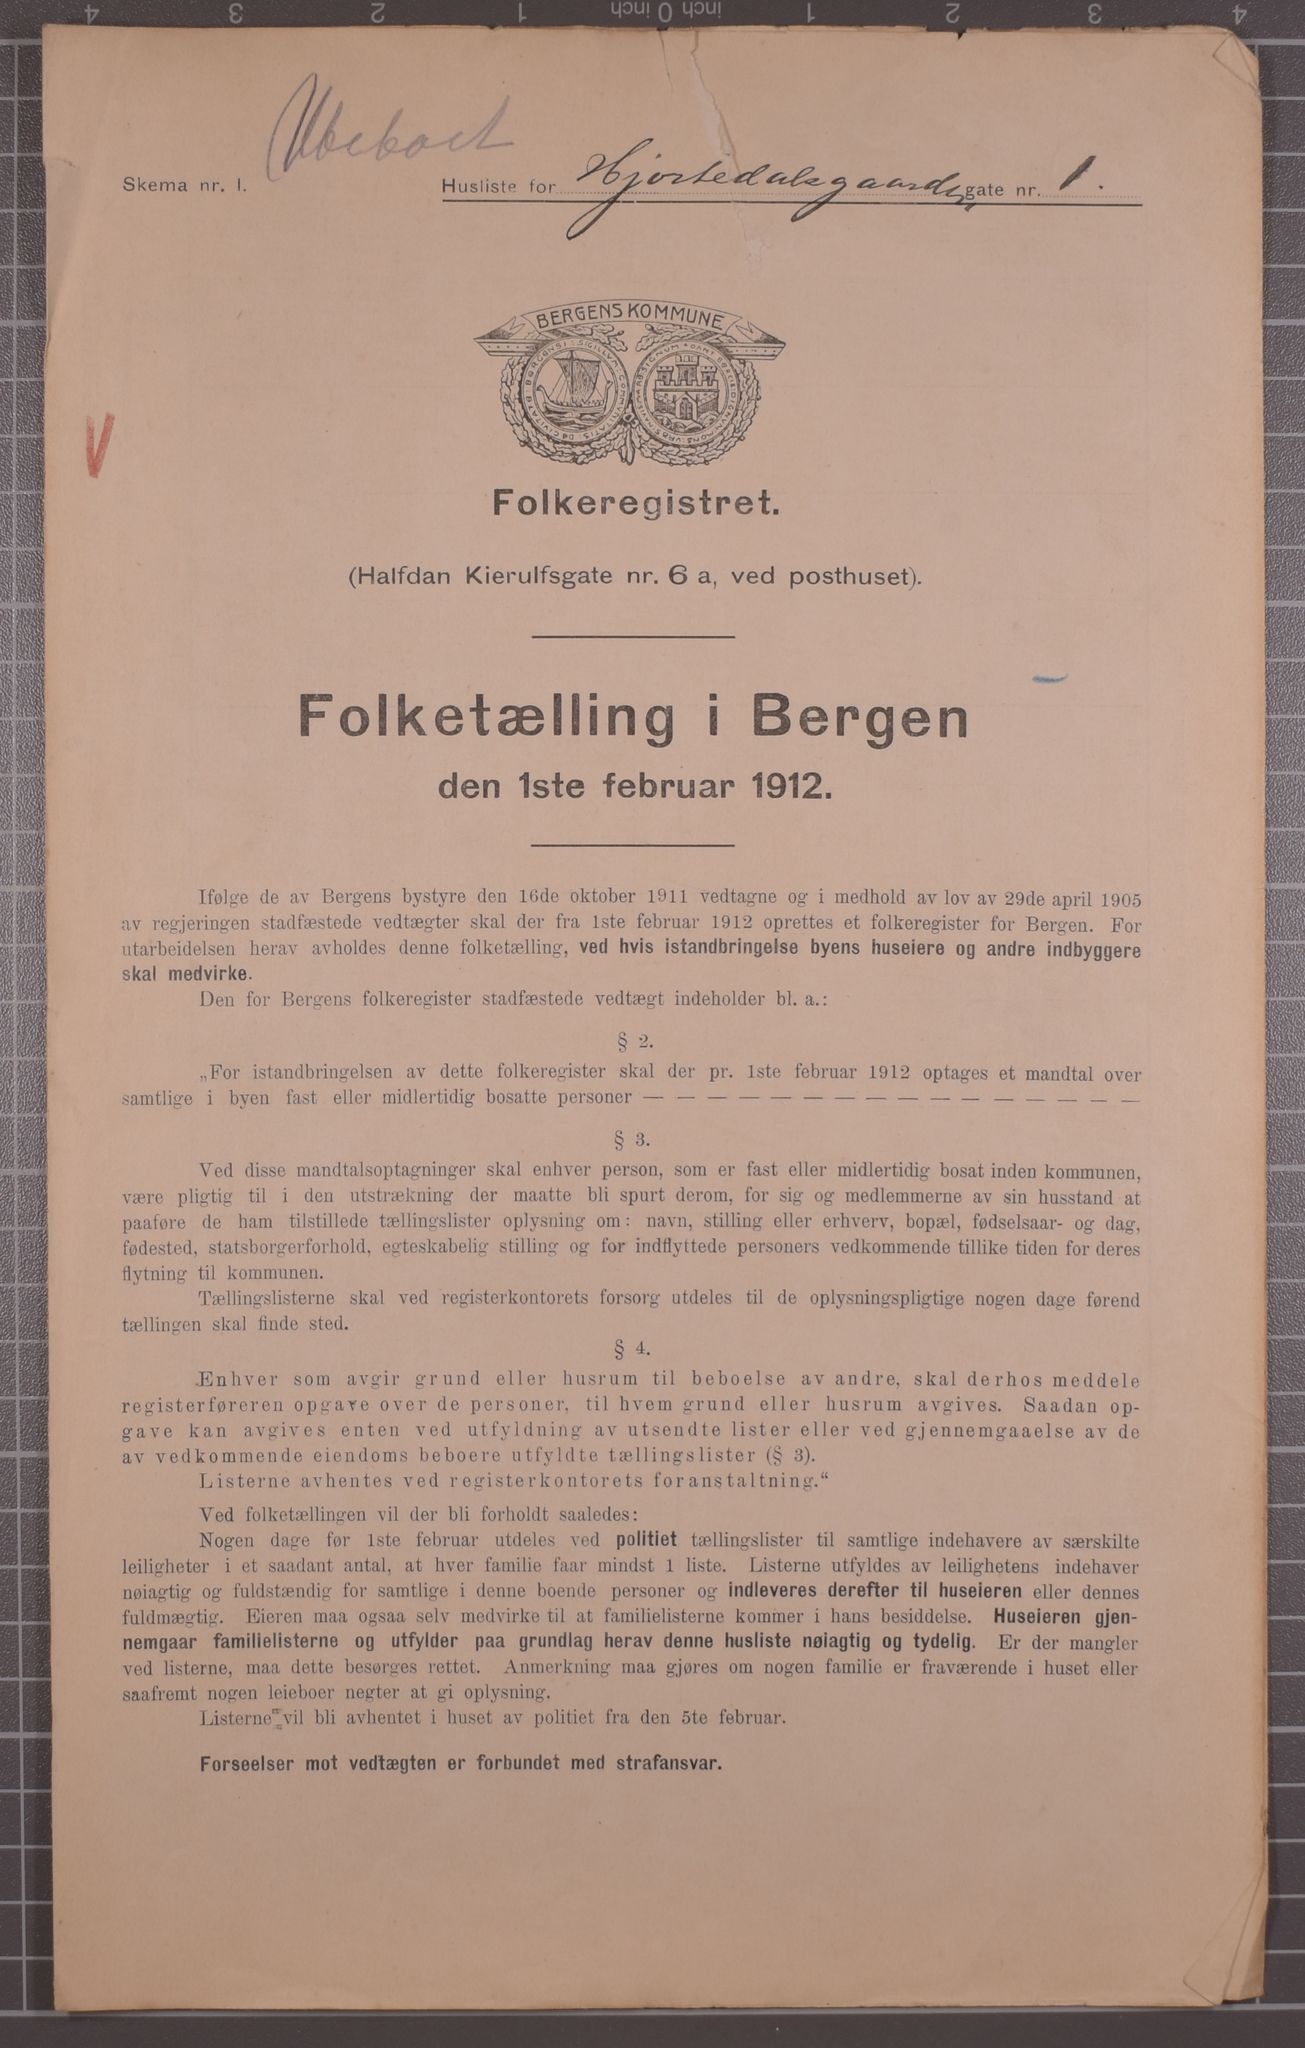 4 3 2 1 inch 0 inch 1 2 3 4
Ubeboet
Skema nr. 1.
Husliste for Hjortedalsgaards gate nr. 1.
BERGENS KOMMUNE
Folkeregistret.
(Halfdan Kierulfsgate nr. 6 a, ved posthuset).
Folketælling i Bergen
den 1ste februar 1912.
Ifølge de av Bergens bystyre den 16de oktober 1911 vedtagne og i medhold av lov av 29de april 1905
av regjeringen stadfæstede vedtægter skal der fra 1ste februar 1912 oprettes et folkeregister for Bergen. For
utarbeidelsen herav avholdes denne folketælling, ved hvis istandbringelse byens huseiere og andre indbyggere
skal medvirke.
Den for Bergens folkeregister stadfæstede vedtægt indeholder bl. a.:
§ 2.
„For istandbringelsen av dette folkeregister skal der pr. 1ste februar 1912 optages et mandtal over
samtlige i byen fast eller midlertidig bosatte personer — — — — — — — — — — — — — — — —
§ 3.
Ved disse mandtalsoptagninger skal enhver person, som er fast eller midlertidig bosat inden kommunen,
være pligtig til i den utstrækning der maatte bli spurt derom, for sig og medlemmerne av sin husstand at
paaføre de ham tilstillede tællingslister oplysning om: navn, stilling eller erhverv, bopæl, fødselsaar- og dag,
fødested, statsborgerforhold, egteskabelig stilling og for indflyttede personers vedkommende tillike tiden for deres
flytning til kommunen.
Tællingslisterne skal ved registerkontorets forsorg utdeles til de oplysningspligtige nogen dage førend
tællingen skal finde sted.
§ 4.
Enhver som avgir grund eller husrum til beboelse av andre, skal derhos meddele
registerføreren opgave over de personer, til hvem grund eller husrum avgives. Saadan op-
gave kan avgives enten ved utfyldning av utsendte lister eller ved gjennemgaaelse av de
av vedkommende eiendoms beboere utfyldte tællingslister (§ 3).
Listerne avhentes ved registerkontorets foranstaltning.“
Ved folketællingen vil der bli forholdt saaledes:
Nogen dage før 1ste februar utdeles ved politiet tællingslister til samtlige indehavere av særskilte
leiligheter i et saadant antal, at hver familie faar mindst 1 liste. Listerne utfyldes av leilighetens indehaver
nøiagtig og fuldstændig for samtlige i denne boende personer og indleveres derefter til huseieren eller dennes
fuldmægtig. Eieren maa ogsaa selv medvirke til at familielisterne kommer i hans besiddelse. Huseieren gjen-
nemgaar familielisterne og utfylder paa grundlag herav denne husliste nøiagtig og tydelig. Er der mangler
ved listerne, maa dette besørges rettet. Anmerkning maa gjøres om nogen familie er fraværende i huset eller
saafremt nogen leieboer negter at gi oplysning.
Listerne vil bli avhentet i huset av politiet fra den 5te februar.
Forseelser mot vedtægten er forbundet med strafansvar.